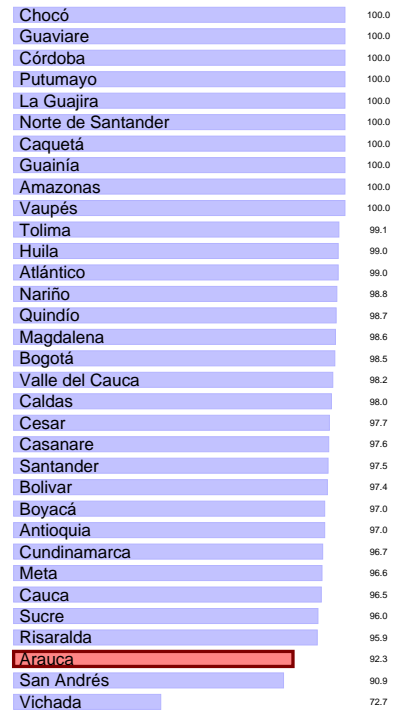 Chocó 100.0
Guaviare 100.0
Córdoba 100.0
Putumayo 100.0
La Guajira 100.0
Norte de Santander 100.0
Caquetá 100.0
Guainía 100.0
Amazonas 100.0
Vaupés 100.0
Tolima 99.1
Huila 99.0
Atlántico 99.0
Nariño 98.8
Quindío 98.7
Magdalena 98.6
Bogotá 98.5
Valle del Cauca 98.2
Caldas 98.0
Cesar 97.7
Casanare 97.6
Santander 97.5
Bolivar 97.4
Boyacá 97.0
Antioquia 97.0
Cundinamarca 96.7
Meta 96.6
Cauca 96.5
Sucre 96.0
Risaralda 95.9
Arauca 92.3
San Andrés 90.9
Vichada 72.7